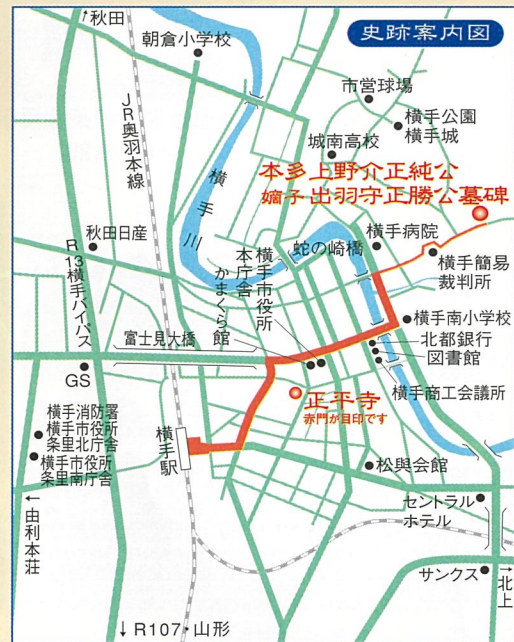 史跡案内図
↑秋田
朝倉小学校
市営球場
横手公園
横手城
城南高校
JR奥羽本線
横手川
本多上野介正純公
嫡子 出羽守正勝公墓碑
秋田日産
R13横手バイパス
蛇の崎橋
横手病院
横手簡易
裁判所
横手市役所
本庁舎
かまくら館
富士見大橋
横手南小学校
北都銀行
図書館
横手商工会議所
GS
正平寺
赤門が目印です
横手消防署
横手市役所
条里北庁舎
横手市役所
条里南庁舎
横手駅
松與会館
←由利本荘
セントラル
ホテル
サンクス
→北上
↓R107・山形